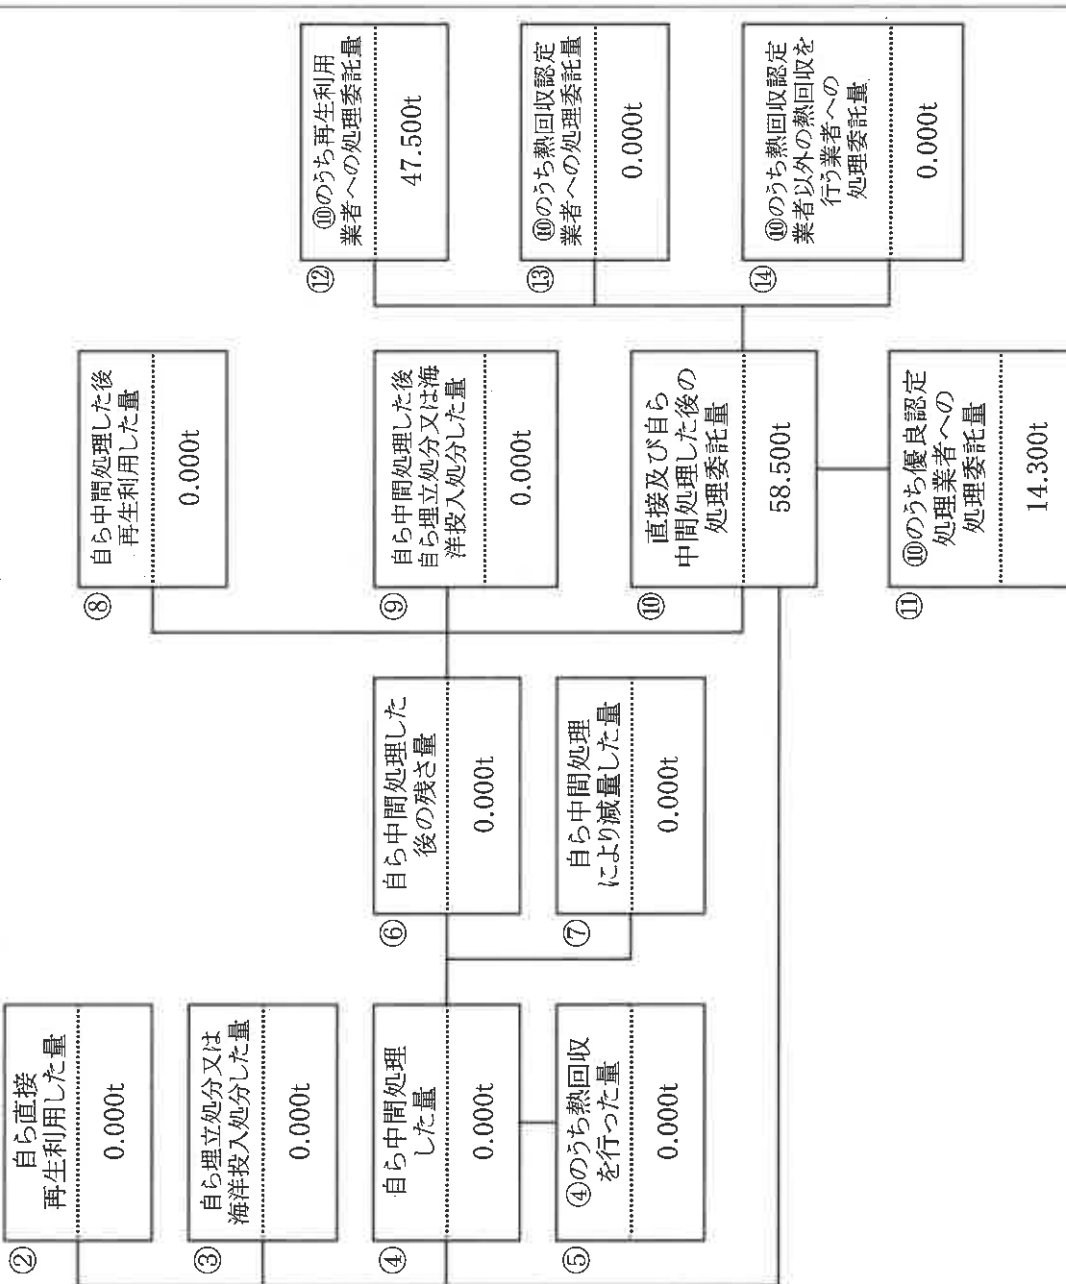 ②
自ら直接
再生利用した量
0.000t
③
自ら埋立処分又は
海洋投入処分した量
0.000t
④
自ら中間処理
した量
0.000t
⑤
④のうち熱回収
を行った量
0.000t
⑥
自ら中間処理した
後の残さ量
0.000t
⑦
自ら中間処理
により減量した量
0.000t
⑧
自ら中間処理した後
再生利用した量
0.000t
⑨
自ら中間処理した後
自ら埋立処分又は海
洋投入処分した量
0.000t
⑩
直接及び自ら
中間処理した後の
処理委託量
58.500t
⑪
⑩のうち優良認定
処理業者への
処理委託量
14.300t
⑫
⑩のうち再生利用
業者への処理委託量
47.500t
⑬
⑩のうち熱回収認定
業者への処理委託量
0.000t
⑭
⑩のうち熱回収認定
業者以外の熱回収を
行う業者への
処理委託量
0.000t